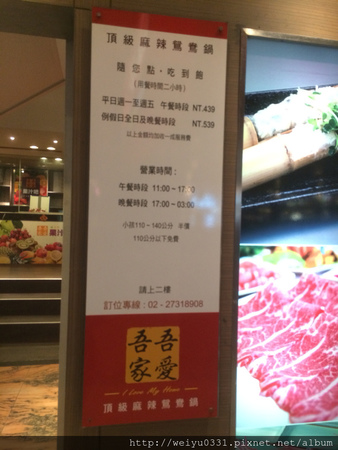 頂級麻辣鴛鴦鍋
隨您點‧吃到飽
(用餐時間二小時)
平日週一至週五 午餐時段 NT.439
例假日全日及晚餐時段 NT.539
以上金額均加收一成服務費
營業時間：
午餐時段 11:00~17:00
晚餐時段 17:00~03:00
小孩110~140公分 半價
110公分以下免費
請上二樓
訂位專線：02-27318908
吾愛
吾家
I Love My Home
頂級麻辣鴛鴦鍋
http://weiyu0331.pixnet.net/album